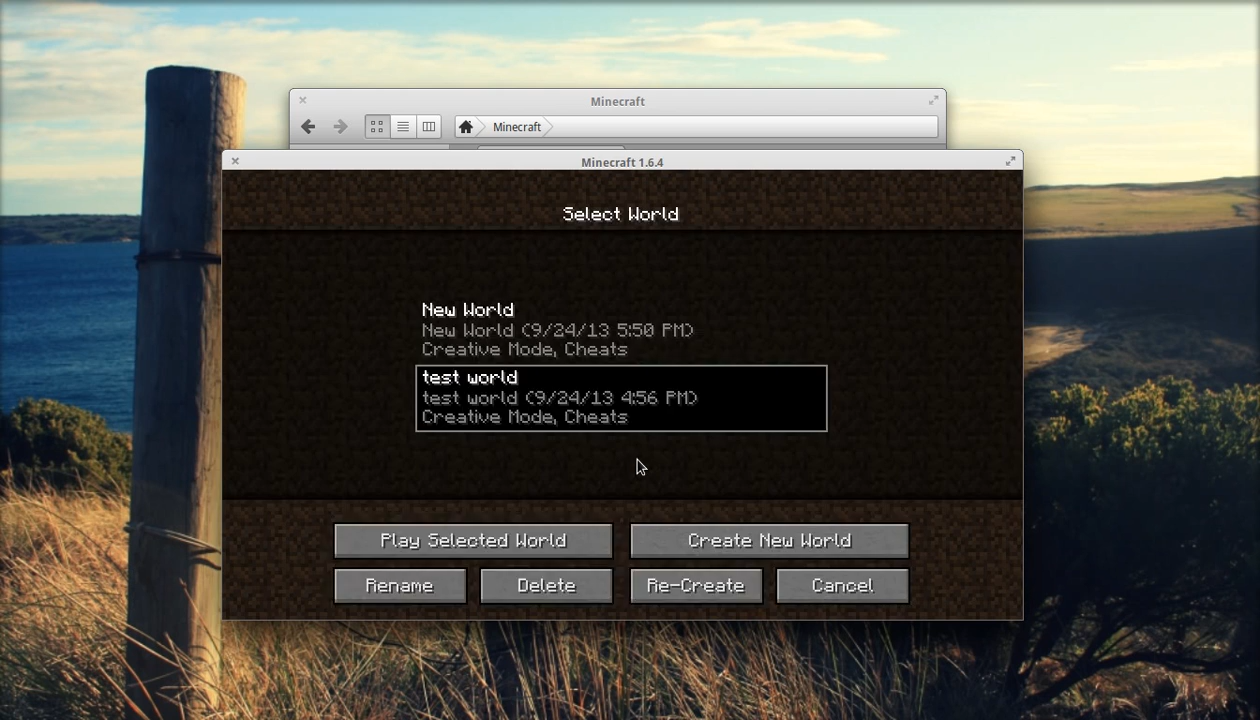 Minecraft
Minecraft
Minecraft 1.6.4
Select World
New World
New World (9/24/13 5:50 PM)
Creative Mode, Cheats
test world
test world (9/24/13 4:56 PM)
Creative Mode, Cheats
Play Selected World
Create New World
Rename
Delete
Re-Create
Cancel